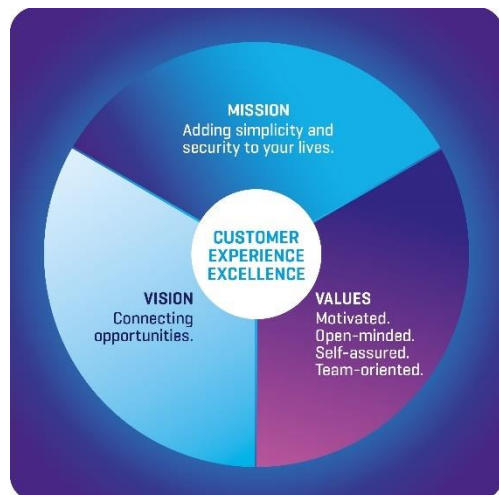 MISSION
Adding simplicity and
security to your lives.
CUSTOMER
EXPERIENCE
EXCELLENCE
VISION
Connecting
opportunities.
VALUES
Motivated.
Open-minded.
Self-assured.
Team-oriented.